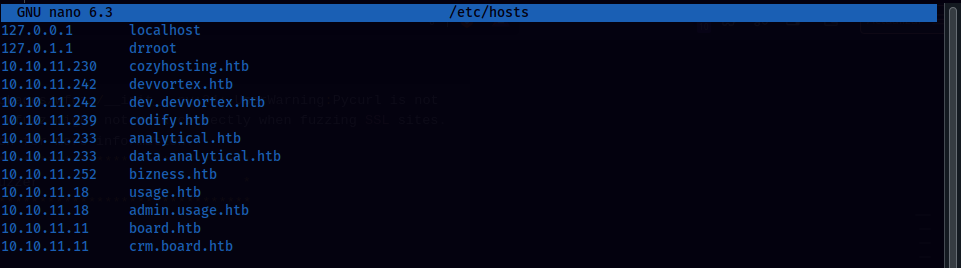 GNU nano 6.3 /etc/hosts
127.0.0.1 localhost
127.0.1.1 drroot
10.10.11.230 cozyhosting.htb
10.10.11.242 devvortex.htb
10.10.11.242 dev.devvortex.htb
10.10.11.239 codify.htb
10.10.11.233 analytical.htb
10.10.11.233 data.analytical.htb
10.10.11.252 bizness.htb
10.10.11.18 usage.htb
10.10.11.18 admin.usage.htb
10.10.11.11 board.htb
10.10.11.11 crm.board.htb